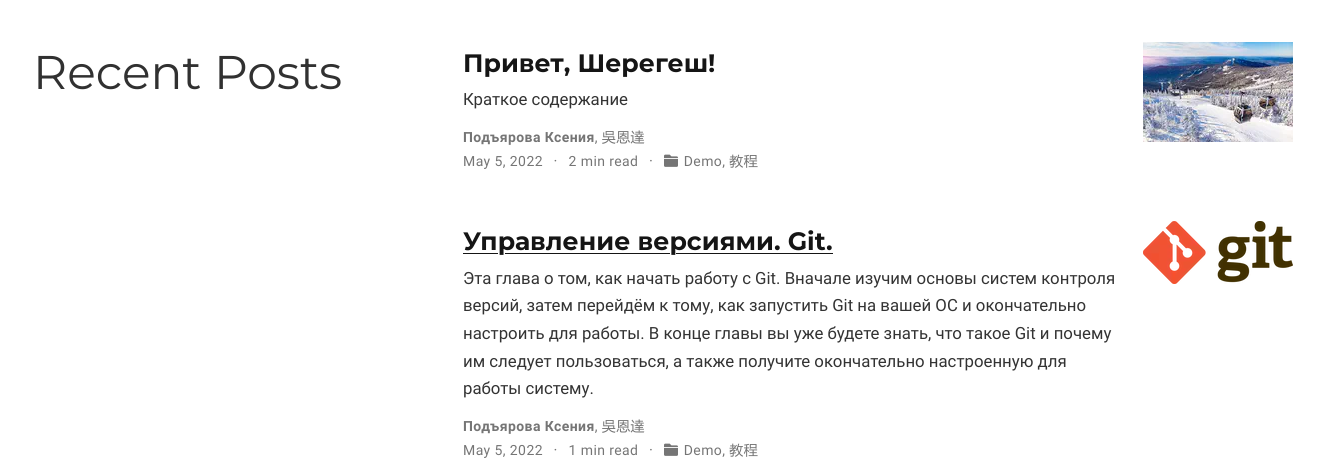 Recent Posts
Привет, Шерегеш!
Краткое содержание
Подъярова Ксения, 吳恩達
May 5, 2022 · 2 min read · Demo, 教程
Управление версиями. Git.
git
Эта глава о том, как начать работу с Git. Вначале изучим основы систем контроля
версий, затем перейдём к тому, как запустить Git на вашей ОС и окончательно
настроить для работы. В конце главы вы уже будете знать, что такое Git и почему
им следует пользоваться, а также получите окончательно настроенную для
работы систему.
Подъярова Ксения, 吳恩達
May 5, 2022 · 1 min read · Demo, 教程